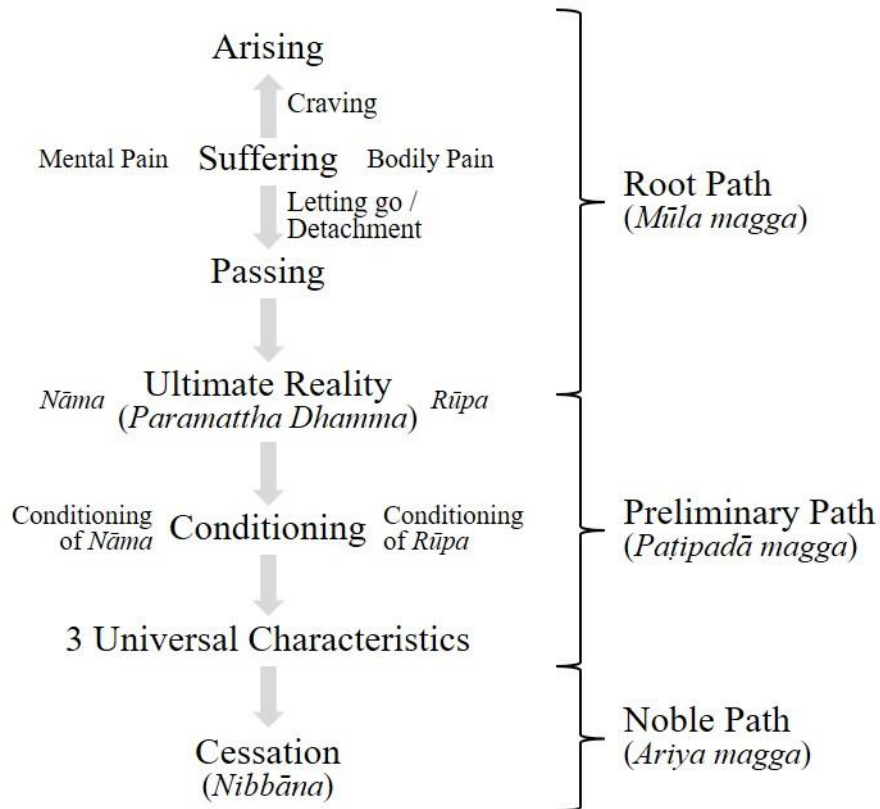 Arising
Craving
Mental Pain Suffering Bodily Pain
Letting go /
Detachment
Passing
Root Path
(Mūla magga)
Ultimate Reality
Nāma (Paramattha Dhamma) Rūpa
Conditioning
of Nāma
Conditioning
Conditioning
of Rūpa
3 Universal Characteristics
Preliminary Path
(Paṭipadā magga)
Cessation
(Nibbāna)
Noble Path
(Ariya magga)